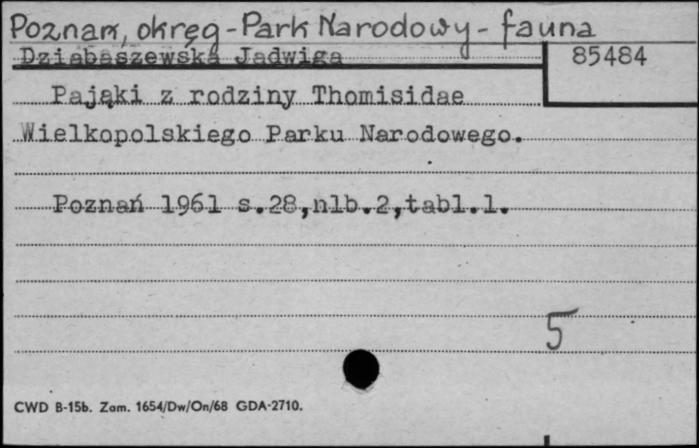 Poznań, okręg - Park Narodowy - fauna
Dziabaszewska Jadwiga
85484
Pająki z rodziny Thomisidae
Wielkopolskiego Parku Narodowego.
Poznań 1961 s.28,nlb.2,tabl.1.
5
CWD B-15b. Zam. 1654/Dw/On/68 GDA-2710.